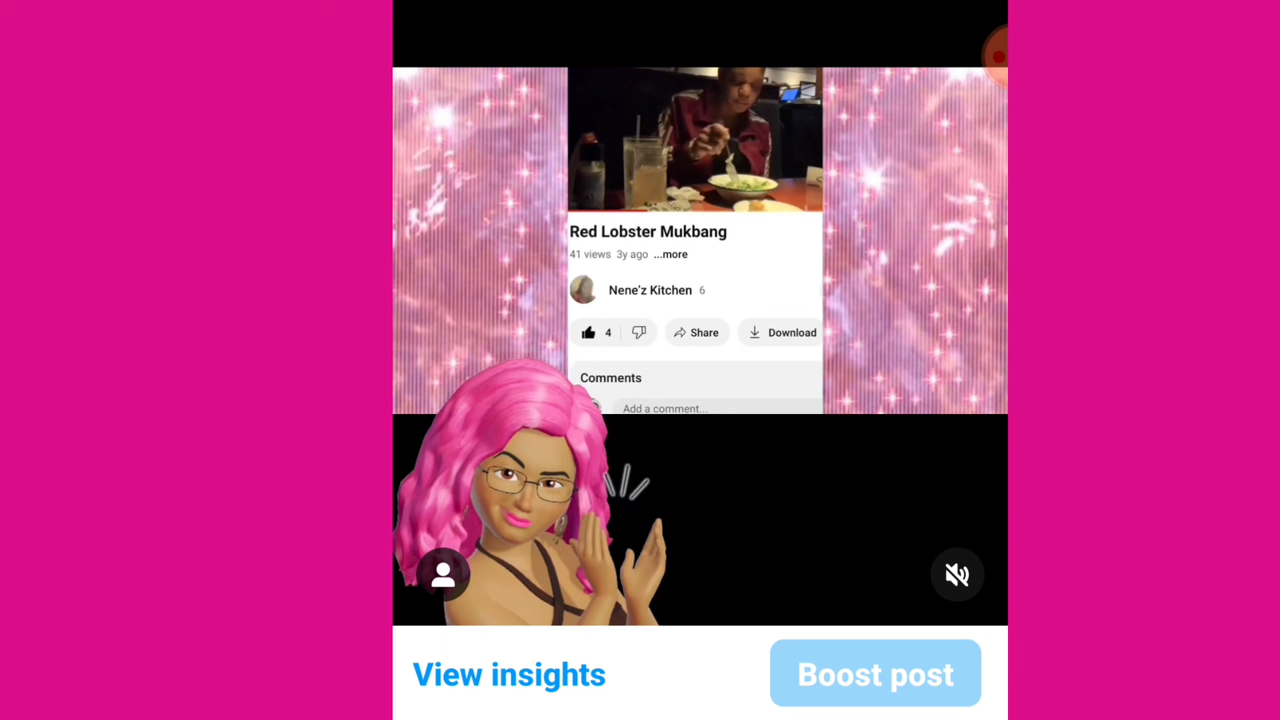 Red Lobster Mukbang
41 views 3y ago ...more
Nene'z Kitchen 6
4 Share Download
Comments
Add a comment...
View insights Boost post